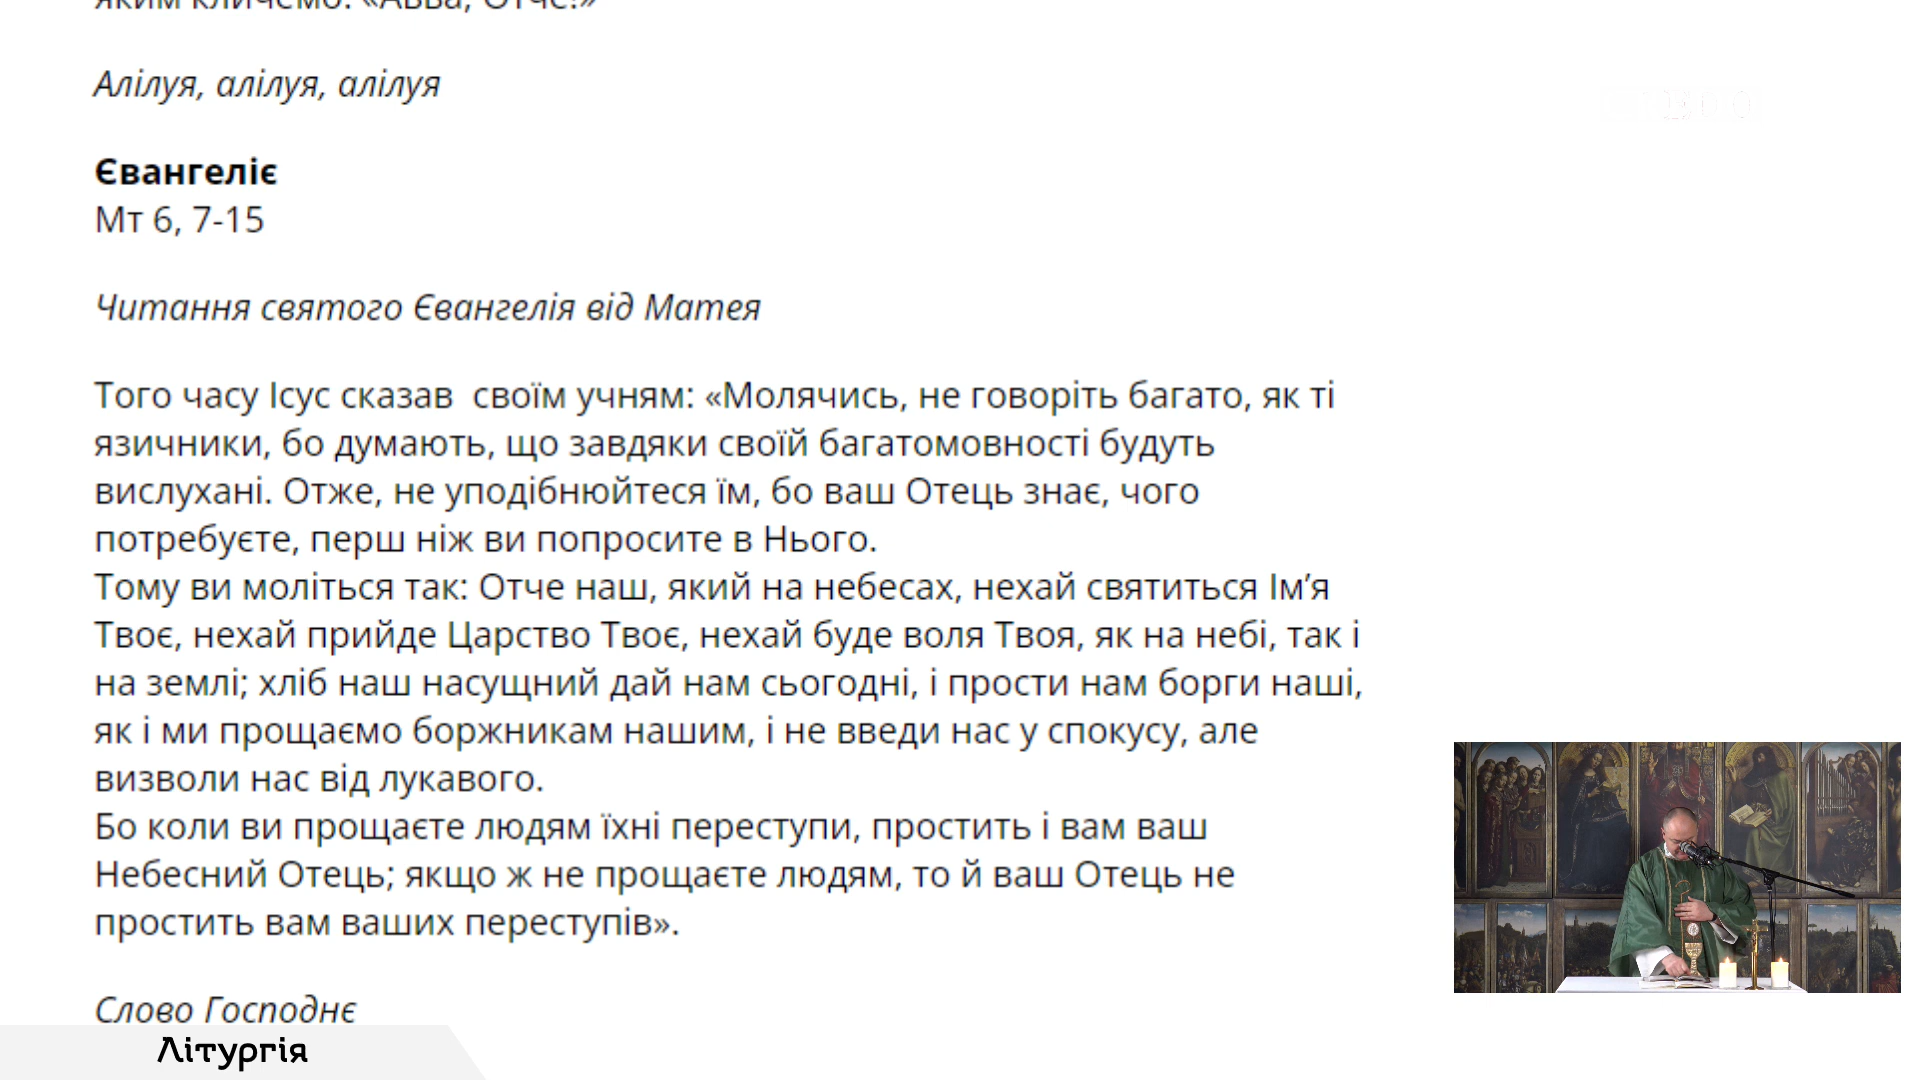 яким кличемо: «Авва, Отче!»
Алілуя, алілуя, алілуя
Євангеліє
Мт 6, 7-15
Читання святого Євангелія від Матея
Того часу Ісус сказав своїм учням: «Молячись, не говоріть багато, як ті
язичники, бо думають, що завдяки своїй багатомовності будуть
вислухані. Отже, не уподібнюйтеся їм, бо ваш Отець знає, чого
потребуєте, перш ніж ви попросите в Нього.
Тому ви моліться так: Отче наш, який на небесах, нехай святиться Ім’я
Твоє, нехай прийде Царство Твоє, нехай буде воля Твоя, як на небі, так і
на землі; хліб наш насущний дай нам сьогодні, і прости нам борги наші,
як і ми прощаємо боржникам нашим, і не введи нас у спокусу, але
визволи нас від лукавого.
Бо коли ви прощаєте людям їхні переступи, простить і вам ваш
Небесний Отець; якщо ж не прощаєте людям, то й ваш Отець не
простить вам ваших переступів».
Слово Господнє
Літургія